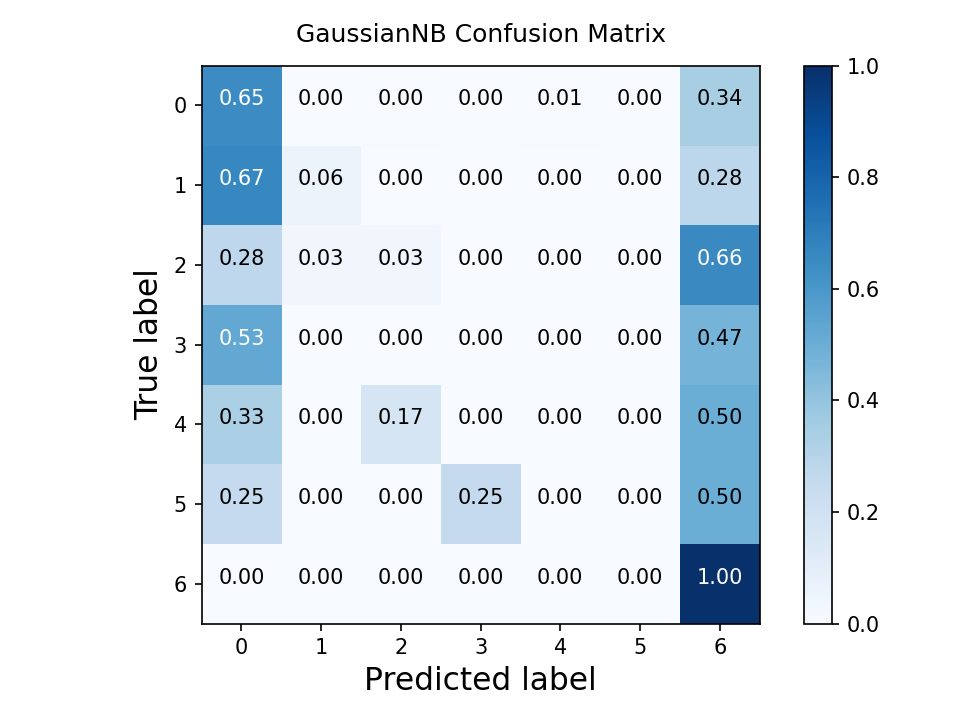 GaussianNB Confusion Matrix
0 0.65 0.00 0.00 0.00 0.01 0.00 0.34
1 0.67 0.06 0.00 0.00 0.00 0.00 0.28
2 0.28 0.03 0.03 0.00 0.00 0.00 0.66
3 0.53 0.00 0.00 0.00 0.00 0.00 0.47
4 0.33 0.00 0.17 0.00 0.00 0.00 0.50
5 0.25 0.00 0.00 0.25 0.00 0.00 0.50
6 0.00 0.00 0.00 0.00 0.00 0.00 1.00
0 1 2 3 4 5 6
Predicted label
True label
1.0
0.8
0.6
0.4
0.2
0.0